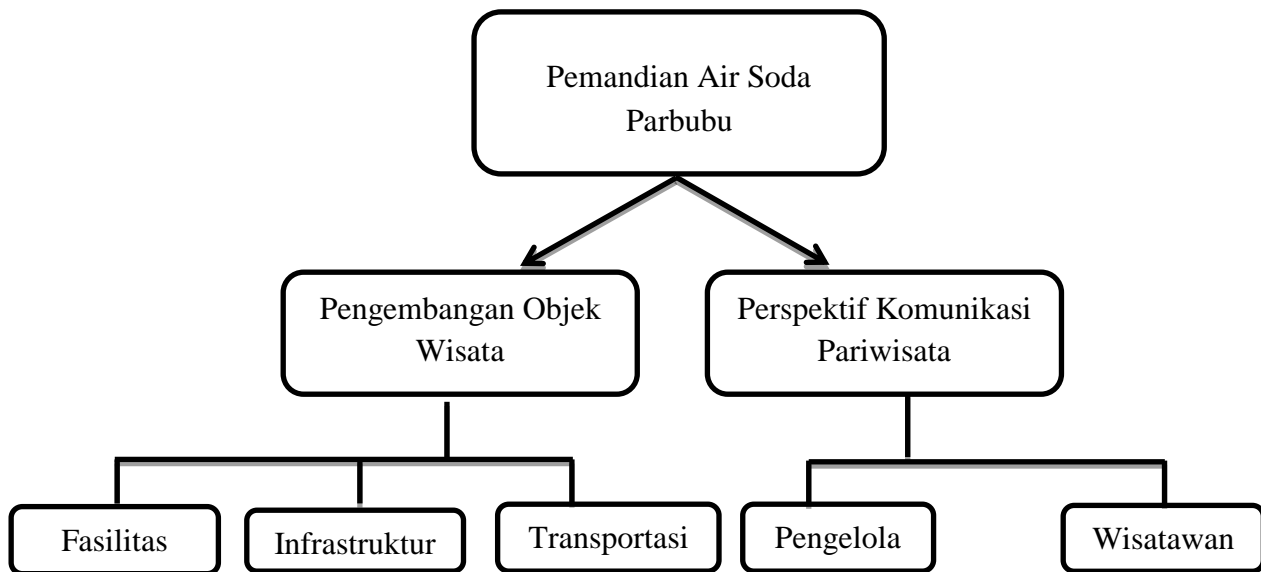 Pemandian Air Soda
Parbubu
Pengembangan Objek
Wisata
Perspektif Komunikasi
Pariwisata
Fasilitas
Infrastruktur
Transportasi
Pengelola
Wisatawan